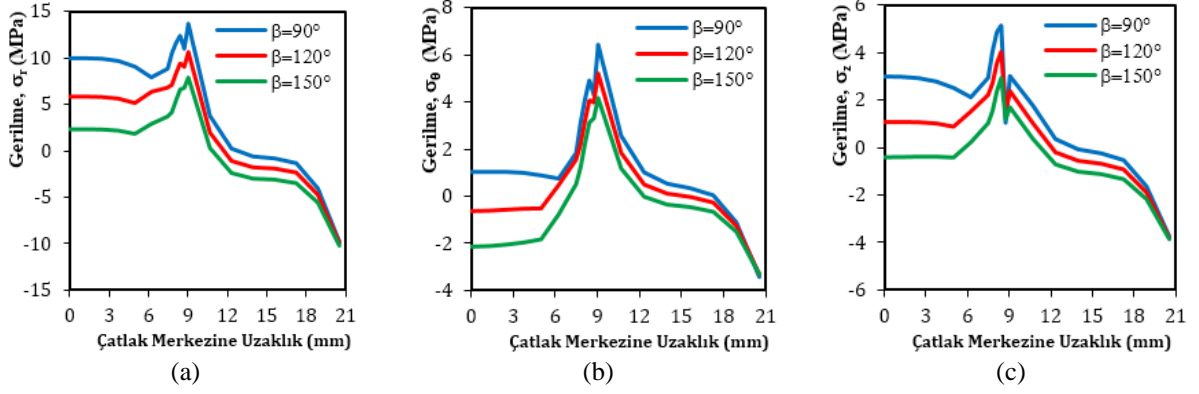 Gerilme, σr (MPa)
15
10
5
0
-5
-10
-15
β=90°
β=120°
β=150°
0 3 6 9 12 15 18 21
Çatlak Merkezine Uzaklık (mm)
(a)
Gerilme, σθ (MPa)
8
6
4
2
0
-2
-4
β=90°
β=120°
β=150°
0 3 6 9 12 15 18 21
Çatlak Merkezine Uzaklık (mm)
(b)
Gerilme, σz (MPa)
6
4
2
0
-2
-4
-6
β=90°
β=120°
β=150°
0 3 6 9 12 15 18 21
Çatlak Merkezine Uzaklık (mm)
(c)